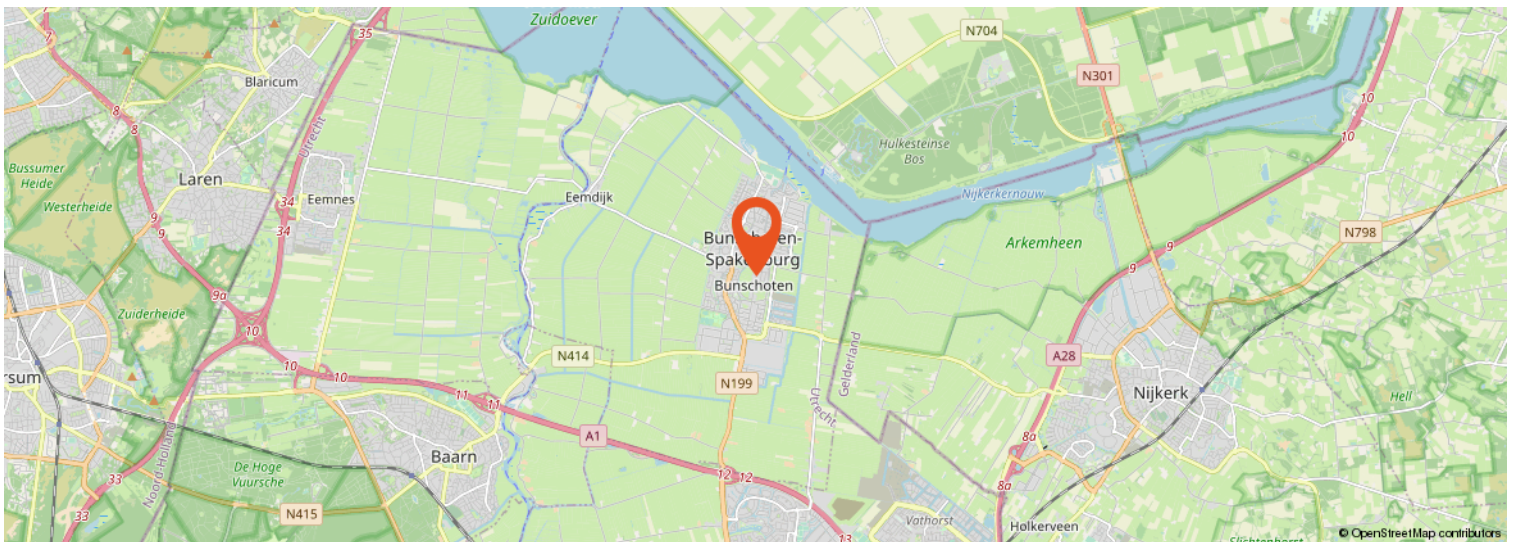 Zuidoever
35
N704
7
Blaricum
N301
10
8
8
10
Utrecht
Hulkesteinse
Bos
Bussumer
Heide
Laren
Eemnes
Eemdijk
Nijkerkernauw
Westerheide
34
9
9
34
N798
Arkemheen
9
9
Spakenburg
Bunschoten
9a
Zuiderheide
10
Gelderland
N414
A28
10
10
N199
11
11
Nijkerk
Utrecht
Hell
A1
8a
Noord-Holland
Baarn
De Hoge
Vuursche
12
12
33
8a
33
N415
Vathorst
Holkerveen
13
© OpenStreetMap contributors